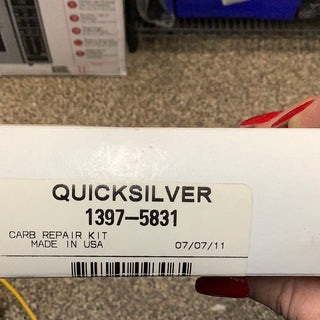 QUICKSILVER
1397-5831
CARB REPAIR KIT
MADE IN USA 07/07/11